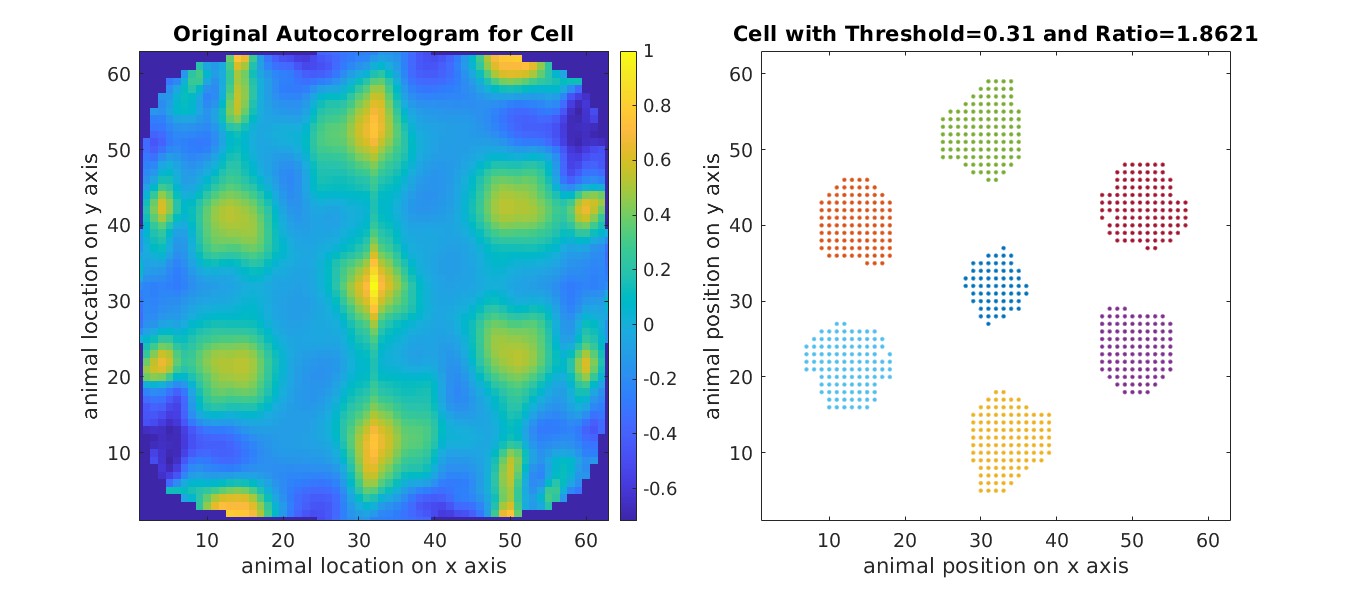 Original Autocorrelogram for Cell
animal location on y axis
60
50
40
30
20
10
10 20 30 40 50 60
animal location on x axis
1
0.8
0.6
0.4
0.2
0
-0.2
-0.4
-0.6
Cell with Threshold=0.31 and Ratio=1.8621
animal position on y axis
60
50
40
30
20
10
10 20 30 40 50 60
animal position on x axis